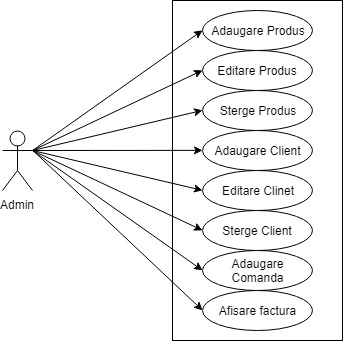 Adaugare Produs
Editare Produs
Sterge Produs
Adaugare Client
Editare Clinet
Sterge Client
Adaugare
Comanda
Afisare factura
Admin